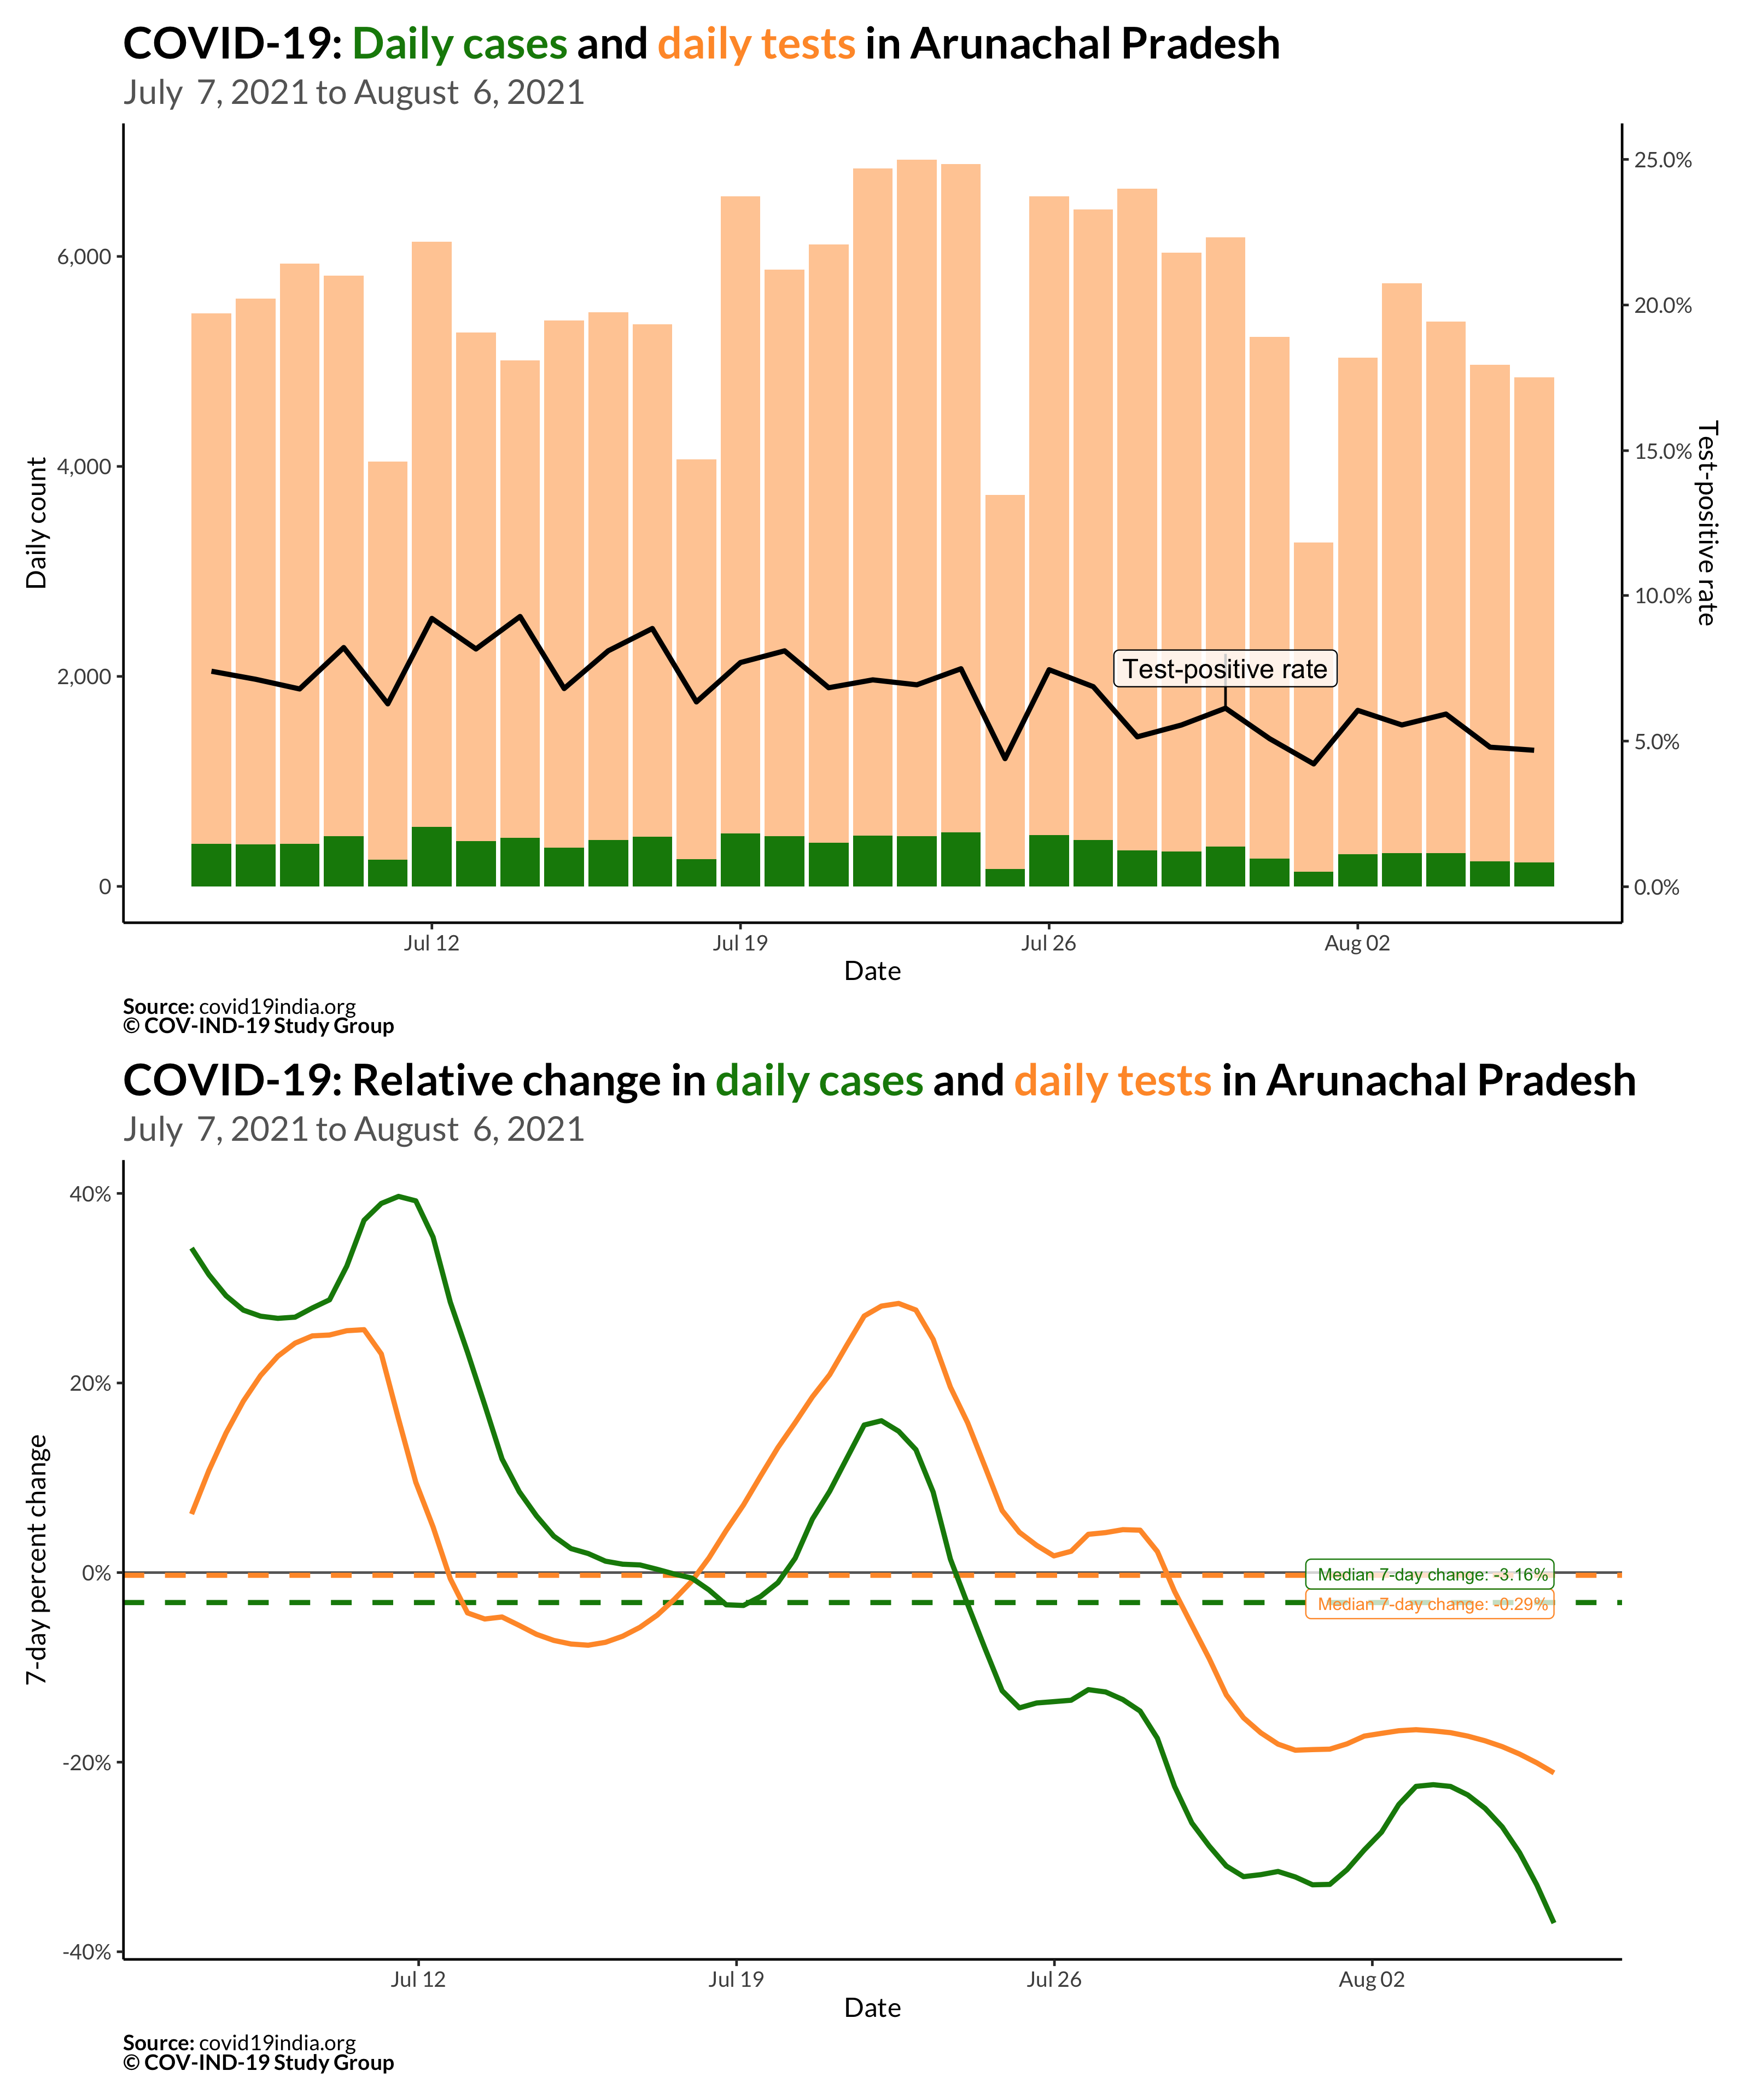 COVID-19: Daily cases and daily tests in Arunachal Pradesh
July  7, 2021 to August  6, 2021
Daily count
6,000
4,000
2,000
0
25.0%
20.0%
15.0%
10.0%
5.0%
0.0%
Test-positive rate
Test-positive rate
Jul 12
Jul 19
Jul 26
Aug 02
Date
Source: covid19india.org
© COV-IND-19 Study Group
COVID-19: Relative change in daily cases and daily tests in Arunachal Pradesh
July  7, 2021 to August  6, 2021
7-day percent change
40%
20%
0%
-20%
-40%
Median 7-day change: -3.16%
Median 7-day change: -0.29%
Jul 12
Jul 19
Jul 26
Aug 02
Date
Source: covid19india.org
© COV-IND-19 Study Group